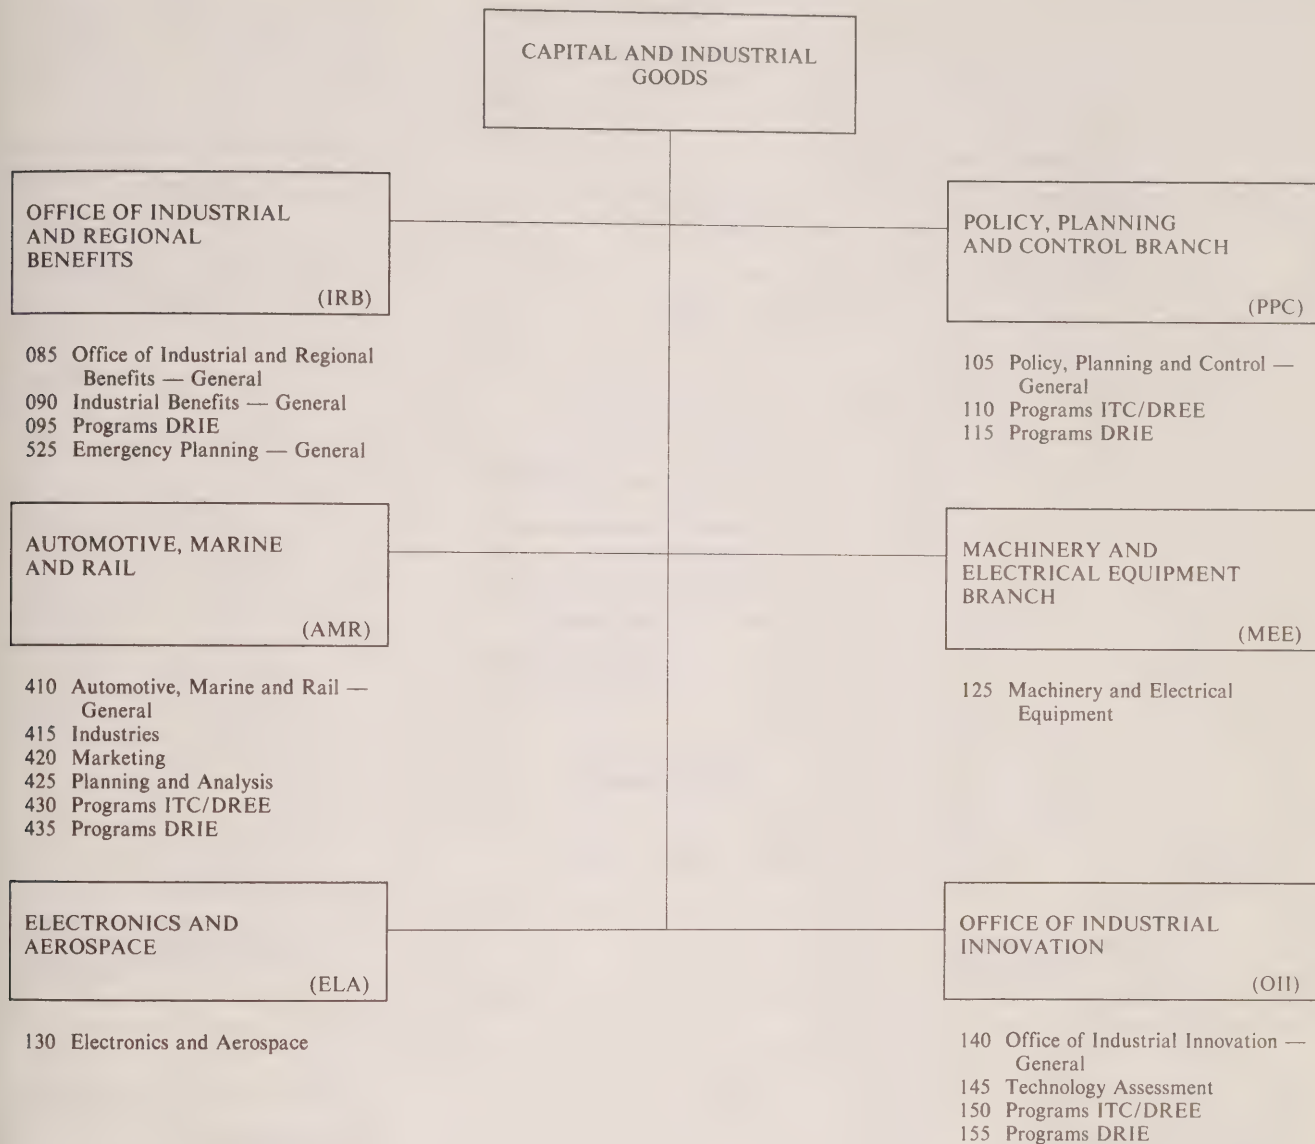 CAPITAL AND INDUSTRIAL
GOODS
OFFICE OF INDUSTRIAL
AND REGIONAL
BENEFITS
(IRB)
085 Office of Industrial and Regional
Benefits — General
090 Industrial Benefits — General
095 Programs DRIE
525 Emergency Planning — General
POLICY, PLANNING
AND CONTROL BRANCH
(PPC)
105 Policy, Planning and Control —
General
110 Programs ITC/DREE
115 Programs DRIE
AUTOMOTIVE, MARINE
AND RAIL
(AMR)
410 Automotive, Marine and Rail —
General
415 Industries
420 Marketing
425 Planning and Analysis
430 Programs ITC/DREE
435 Programs DRIE
MACHINERY AND
ELECTRICAL EQUIPMENT
BRANCH
(MEE)
125 Machinery and Electrical
Equipment
ELECTRONICS AND
AEROSPACE
(ELA)
130 Electronics and Aerospace
OFFICE OF INDUSTRIAL
INNOVATION
(OII)
140 Office of Industrial Innovation —
General
145 Technology Assessment
150 Programs ITC/DREE
155 Programs DRIE